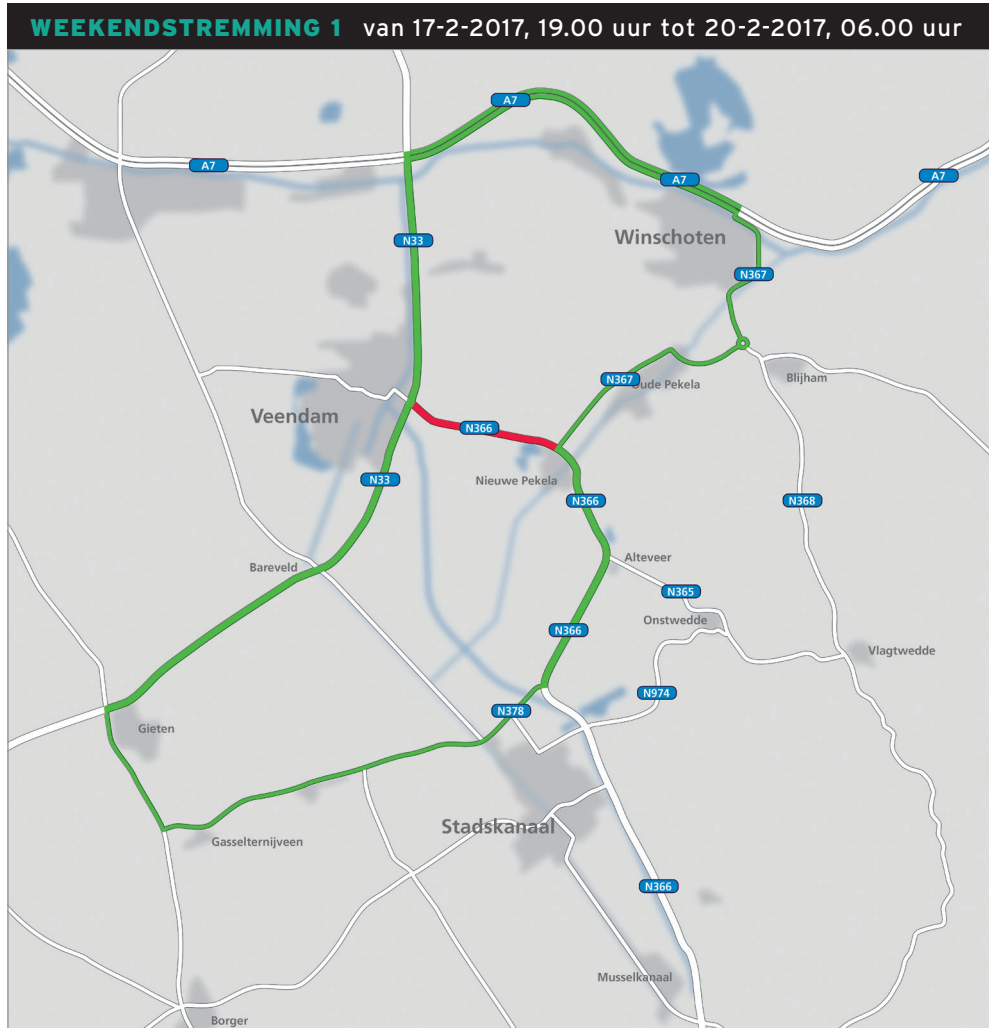 WEEKENDSTREMMING 1 van 17-2-2017, 19.00 uur tot 20-2-2017, 06.00 uur
A7
A7
A7
A7
N33
Winschoten
N367
N367
Oude Pekela
Blijham
Veendam
N366
N33
Nieuwe Pekela
N366
N368
Alteveer
Bareveld
N365
Onstwedde
N366
Vlagtwedde
N974
N378
Gieten
Stadskanaal
Gasselternijveen
N366
Musselkanaal
Borger